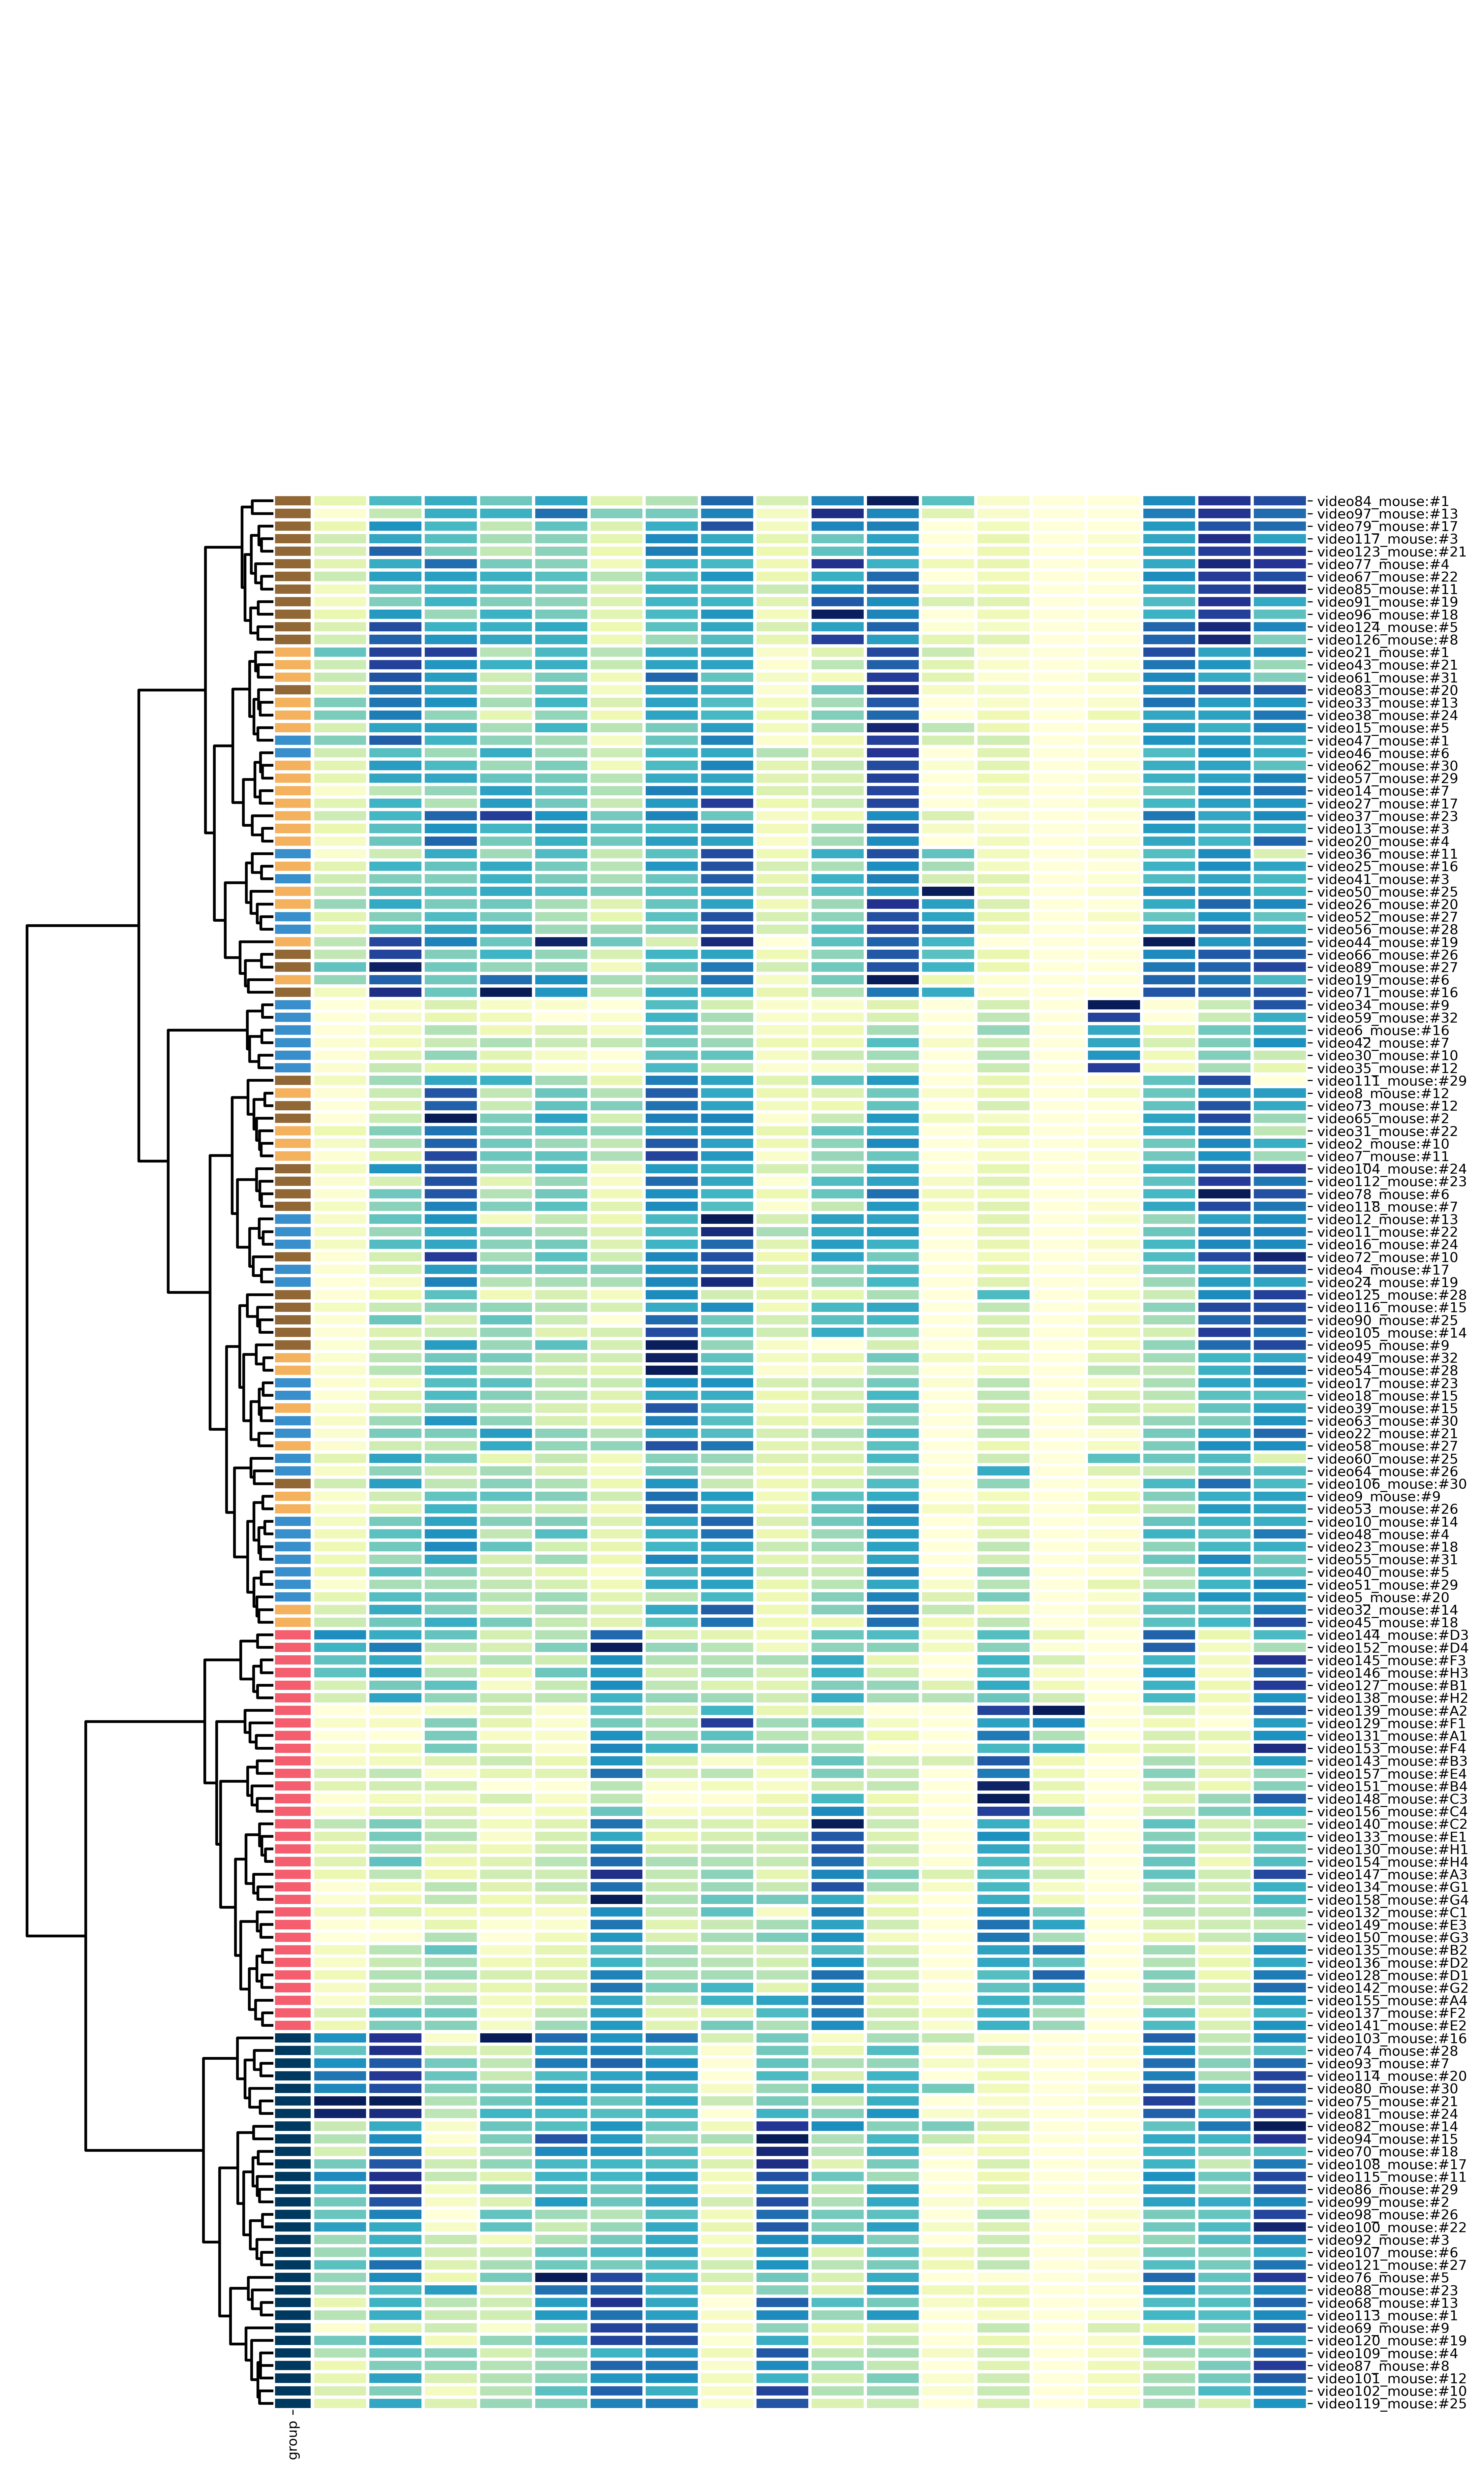 video84_mouse:#1
video97_mouse:#13
video79_mouse:#17
video117_mouse:#3
video123_mouse:#21
video77_mouse:#4
video67_mouse:#22
video85_mouse:#11
video91_mouse:#19
video96_mouse:#18
video124_mouse:#5
video126_mouse:#8
video21_mouse:#1
video43_mouse:#21
video61_mouse:#31
video83_mouse:#20
video33_mouse:#13
video38_mouse:#24
video15_mouse:#5
video47_mouse:#1
video46_mouse:#6
video62_mouse:#30
video57_mouse:#29
video14_mouse:#7
video27_mouse:#17
video37_mouse:#23
video13_mouse:#3
video20_mouse:#4
video36_mouse:#11
video25_mouse:#16
video41_mouse:#3
video50_mouse:#25
video26_mouse:#20
video52_mouse:#27
video56_mouse:#28
video44_mouse:#19
video66_mouse:#26
video89_mouse:#27
video19_mouse:#6
video71_mouse:#16
video34_mouse:#9
video59_mouse:#32
video6_mouse:#16
video42_mouse:#7
video30_mouse:#10
video35_mouse:#12
video111_mouse:#29
video8_mouse:#12
video73_mouse:#12
video65_mouse:#2
video31_mouse:#22
video2_mouse:#10
video7_mouse:#11
video104_mouse:#24
video112_mouse:#23
video78_mouse:#6
video118_mouse:#7
video12_mouse:#13
video11_mouse:#22
video16_mouse:#24
video72_mouse:#10
video4_mouse:#17
video24_mouse:#19
video125_mouse:#28
video116_mouse:#15
video90_mouse:#25
video105_mouse:#14
video95_mouse:#9
video49_mouse:#32
video54_mouse:#28
video17_mouse:#23
video18_mouse:#15
video39_mouse:#15
video63_mouse:#30
video22_mouse:#21
video58_mouse:#27
video60_mouse:#25
video64_mouse:#26
video106_mouse:#30
video9_mouse:#9
video53_mouse:#26
video10_mouse:#14
video48_mouse:#4
video23_mouse:#18
video55_mouse:#31
video40_mouse:#5
video51_mouse:#29
video5_mouse:#20
video32_mouse:#14
video45_mouse:#18
video144_mouse:#D3
video152_mouse:#D4
video145_mouse:#F3
video146_mouse:#H3
video127_mouse:#B1
video138_mouse:#H2
video139_mouse:#A2
video129_mouse:#F1
video131_mouse:#A1
video153_mouse:#F4
video143_mouse:#B3
video157_mouse:#E4
video151_mouse:#B4
video148_mouse:#C3
video156_mouse:#C4
video140_mouse:#C2
video133_mouse:#E1
video130_mouse:#H1
video154_mouse:#H4
video147_mouse:#A3
video134_mouse:#G1
video158_mouse:#G4
video132_mouse:#C1
video149_mouse:#E3
video150_mouse:#G3
video135_mouse:#B2
video136_mouse:#D2
video128_mouse:#D1
video142_mouse:#G2
video155_mouse:#A4
video137_mouse:#F2
video141_mouse:#E2
video103_mouse:#16
video74_mouse:#28
video93_mouse:#7
video114_mouse:#20
video80_mouse:#30
video75_mouse:#21
video81_mouse:#24
video82_mouse:#14
video94_mouse:#15
video70_mouse:#18
video108_mouse:#17
video115_mouse:#11
video86_mouse:#29
video99_mouse:#2
video98_mouse:#26
video100_mouse:#22
video92_mouse:#3
video107_mouse:#6
video121_mouse:#27
video76_mouse:#5
video88_mouse:#23
video68_mouse:#13
video113_mouse:#1
video69_mouse:#9
video120_mouse:#19
video109_mouse:#4
video87_mouse:#8
video101_mouse:#12
video102_mouse:#10
video119_mouse:#25
group